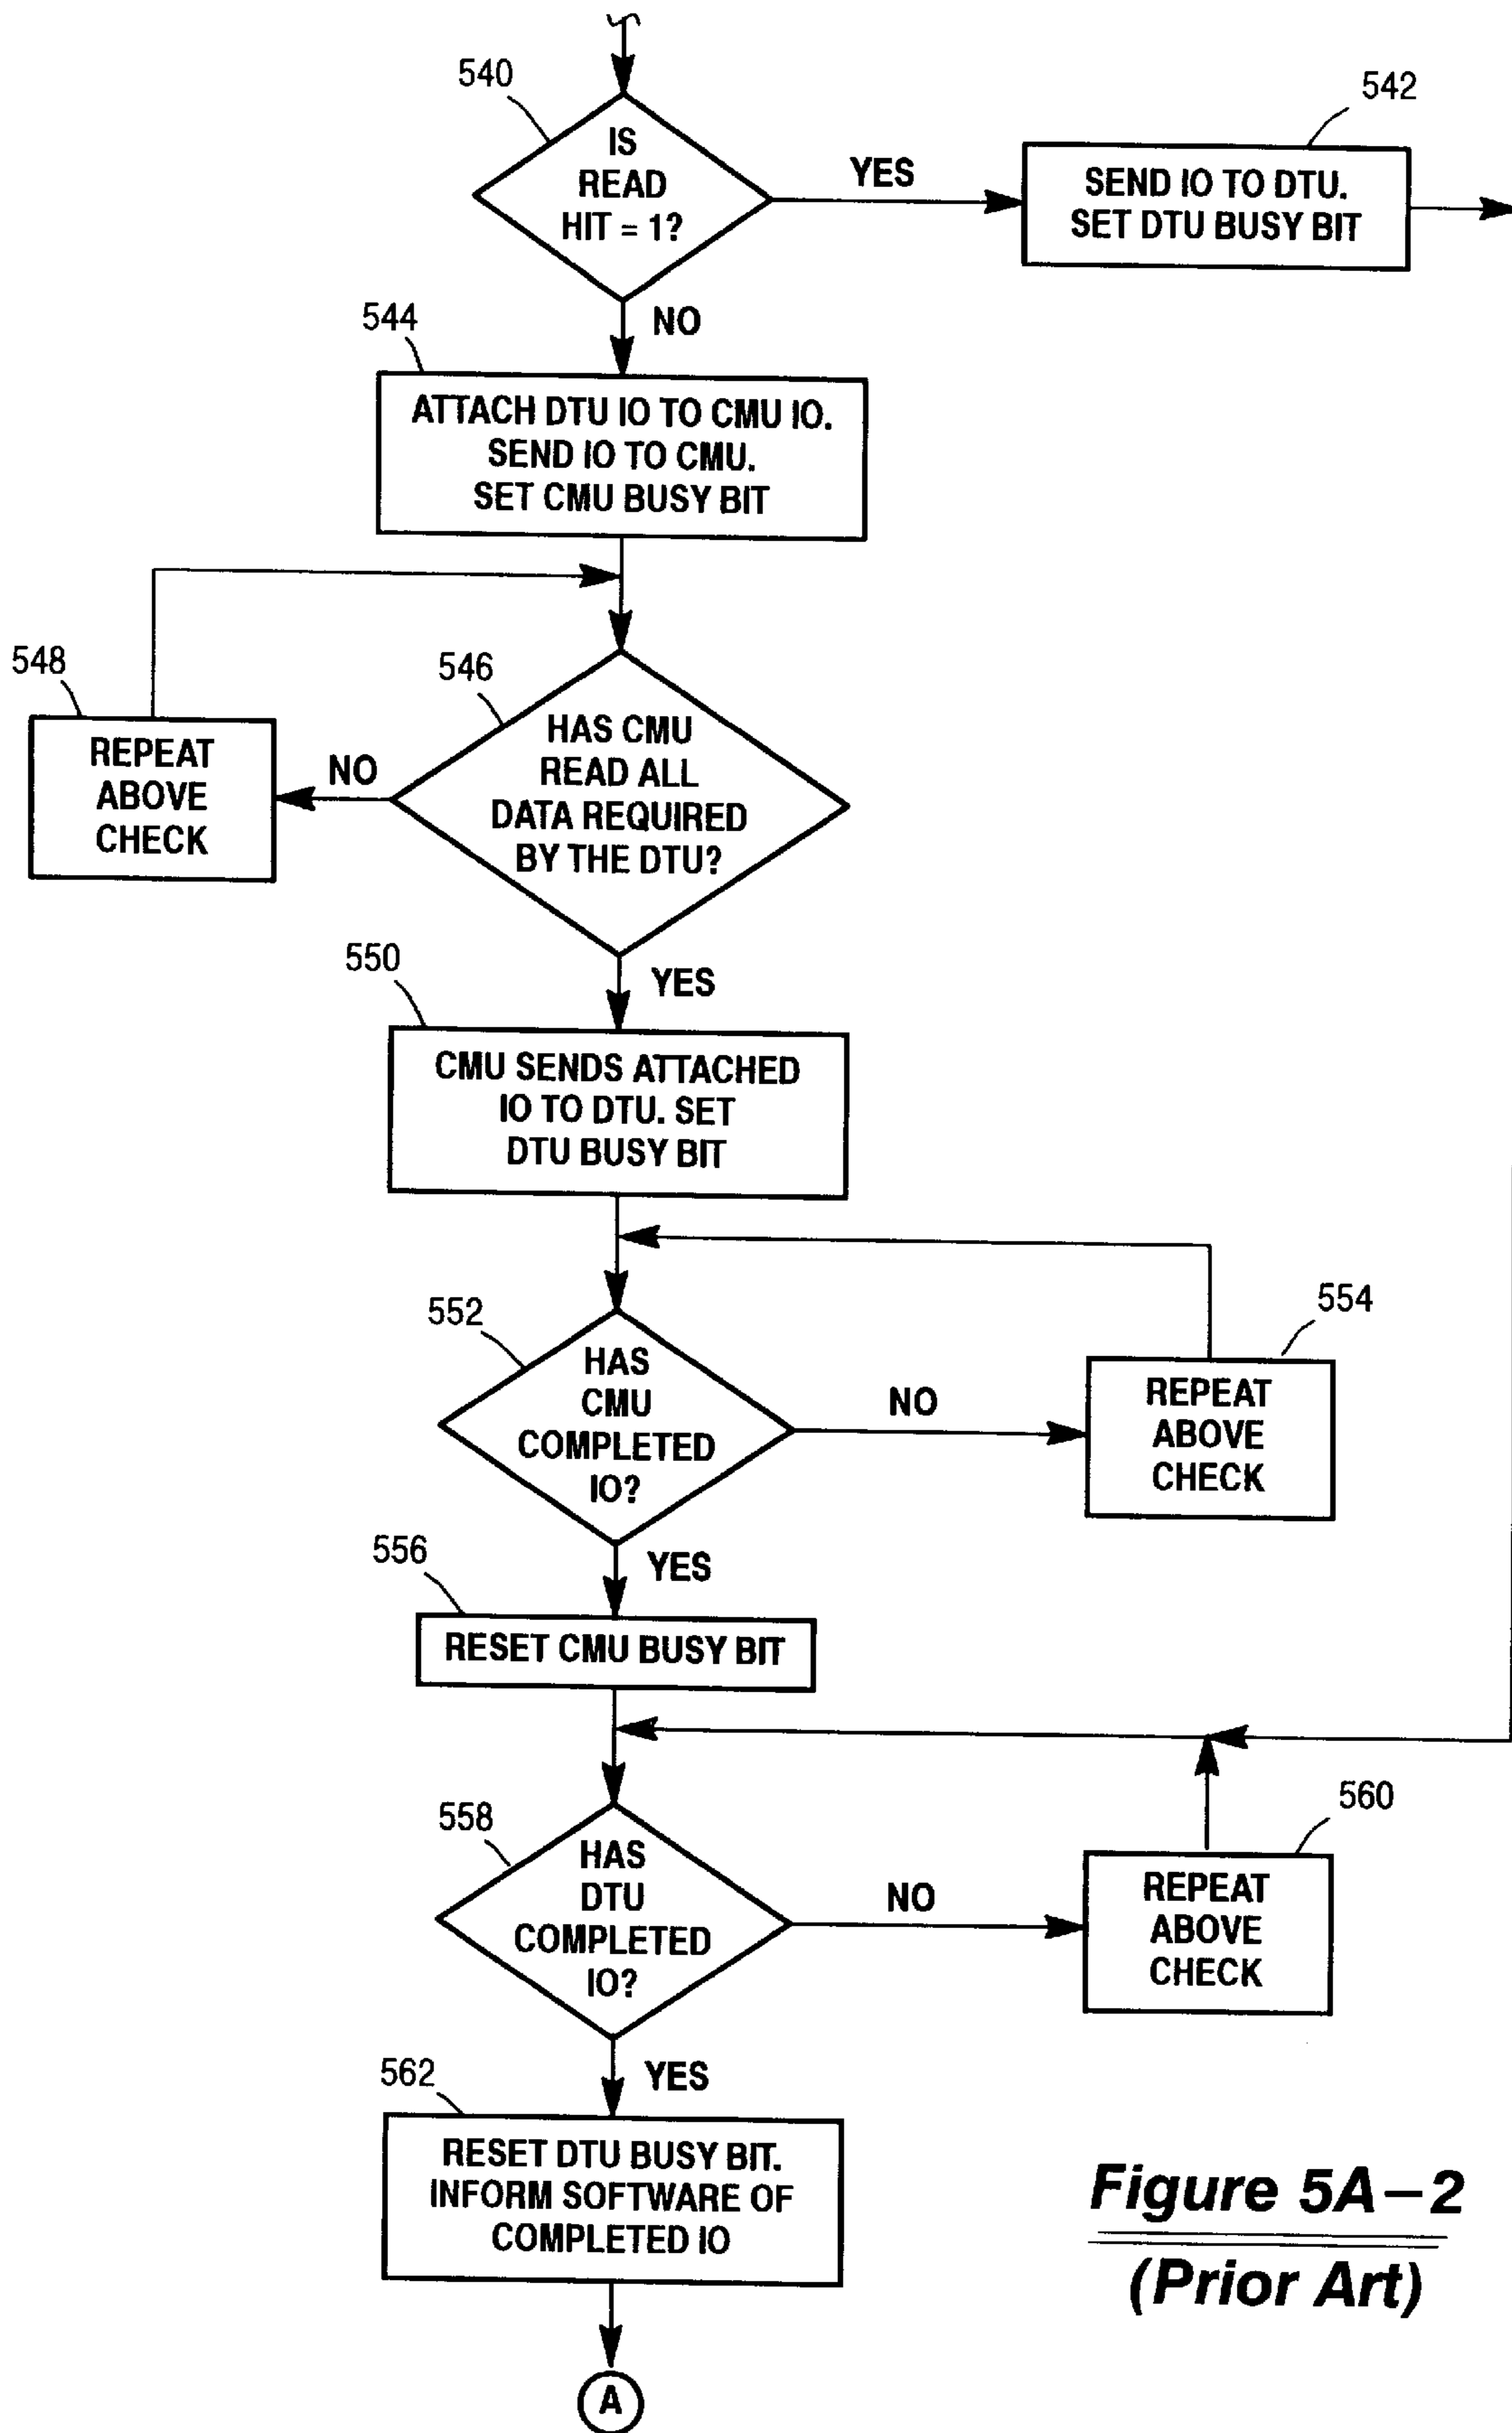 540
IS
READ
HIT = 1?
YES
542
SEND IO TO DTU.
SET DTU BUSY BIT
NO
544
ATTACH DTU IO TO CMU IO.
SEND IO TO CMU.
SET CMU BUSY BIT
548
REPEAT
ABOVE
CHECK
NO
546
HAS CMU
READ ALL
DATA REQUIRED
BY THE DTU?
YES
550
CMU SENDS ATTACHED
IO TO DTU. SET
DTU BUSY BIT
552
HAS
CMU
COMPLETED
IO?
NO
554
REPEAT
ABOVE
CHECK
YES
556
RESET CMU BUSY BIT
558
HAS
DTU
COMPLETED
IO?
NO
560
REPEAT
ABOVE
CHECK
YES
562
RESET DTU BUSY BIT.
INFORM SOFTWARE OF
COMPLETED IO
A
Figure 5A–2
(Prior Art)